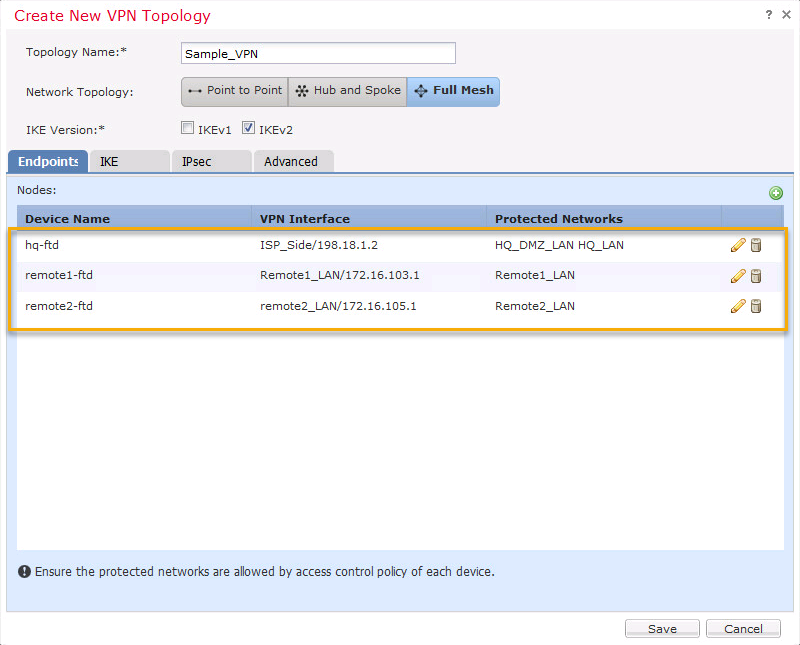 Create New VPN Topology ?
Topology Name:* Sample_VPN
Network Topology: Point to Point Hub and Spoke Full Mesh
IKE Version:* IKEv1 IKEv2
Endpoints IKE IPsec Advanced
Nodes:
Device Name VPN Interface Protected Networks
hq-ftd ISP_Side/198.18.1.2 HQ_DMZ_LAN HQ_LAN
remote1-ftd Remote1_LAN/172.16.103.1 Remote1_LAN
remote2-ftd remote2_LAN/172.16.105.1 Remote2_LAN
Ensure the protected networks are allowed by access control policy of each device.
Save Cancel